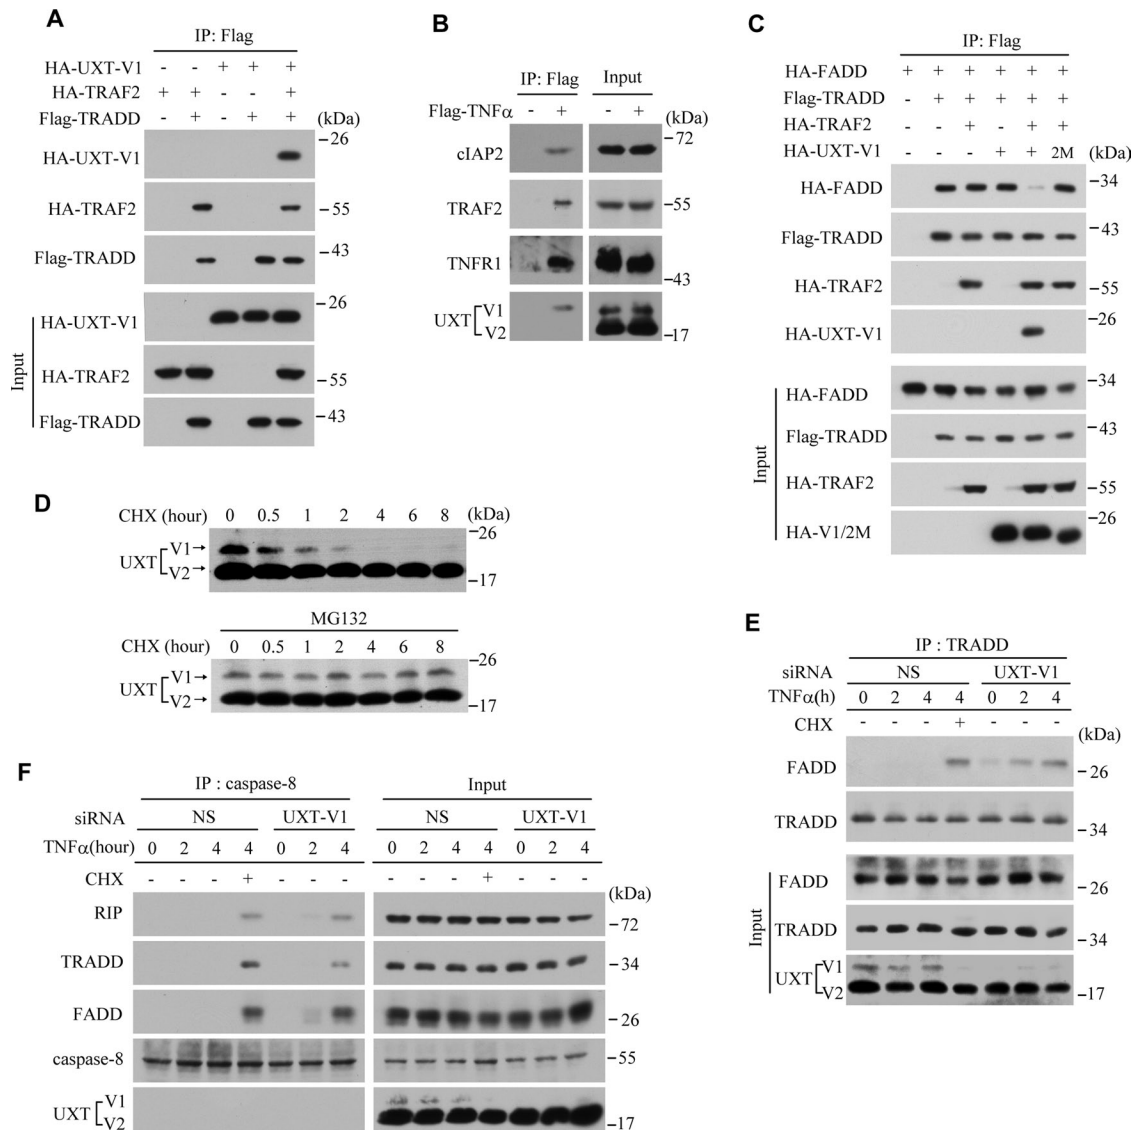 A
IP: Flag
HA-UXT-V1 - - + + +
HA-TRAF2 + + - - +
Flag-TRADD - + - + + (kDa)
HA-UXT-V1 26
HA-TRAF2 55
Flag-TRADD 43
Input
HA-UXT-V1 26
HA-TRAF2 55
Flag-TRADD 43
B
IP: Flag Input
Flag-TNFα - + - + (kDa)
cIAP2 72
TRAF2 55
TNFR1 43
UXT V1
V2 17
C
IP: Flag
HA-FADD + + + + + +
Flag-TRADD - + + + + +
HA-TRAF2 - - + - + +
HA-UXT-V1 - - - + + 2M (kDa)
HA-FADD 34
Flag-TRADD 43
HA-TRAF2 55
HA-UXT-V1 26
Input
HA-FADD 34
Flag-TRADD 43
HA-TRAF2 55
HA-V1/2M 26
D
CHX (hour) 0 0.5 1 2 4 6 8 (kDa)
26
UXT V1
V2 17
MG132
CHX (hour) 0 0.5 1 2 4 6 8
26
UXT V1
V2 17
E
IP : TRADD
siRNA NS UXT-V1
TNFα(h) 0 2 4 4 0 2 4
CHX - - - + - - - (kDa)
FADD 26
TRADD 34
Input
FADD 26
TRADD 34
UXT V1
V2 17
F
IP : caspase-8 Input
siRNA NS UXT-V1 NS UXT-V1
TNFα(hour) 0 2 4 4 0 2 4 0 2 4 4 0 2 4
CHX - - - + - - - - - - + - - - (kDa)
RIP 72
TRADD 34
FADD 26
caspase-8 55
UXT V1
V2 17